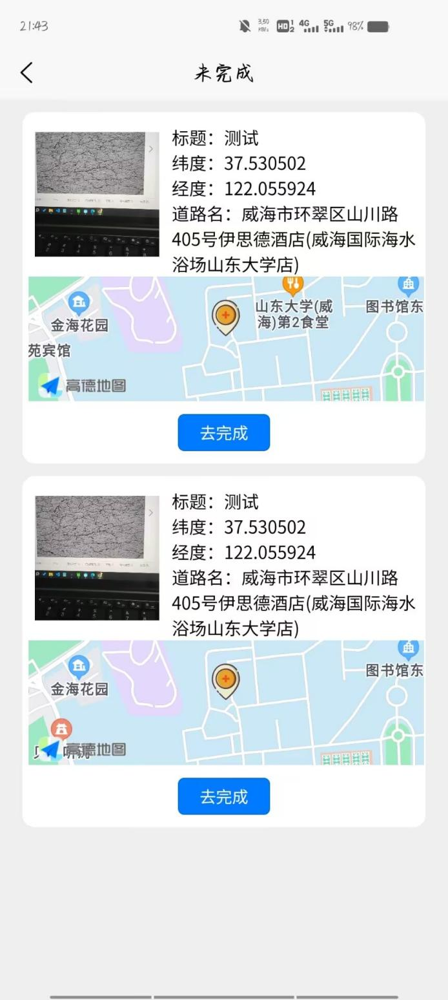 21:43
3.50
KB/s
HD 1
2
4G
5G
98%
未完成
标题：测试
纬度：37.530502
经度：122.055924
道路名：威海市环翠区山川路
405号伊思德酒店(威海国际海水
浴场山东大学店)
金海花园
山东大学(威
海)第2食堂
图书馆东
苑宾馆
高德地图
去完成
标题：测试
纬度：37.530502
经度：122.055924
道路名：威海市环翠区山川路
405号伊思德酒店(威海国际海水
浴场山东大学店)
图书馆东
金海花园
高德地图
去完成